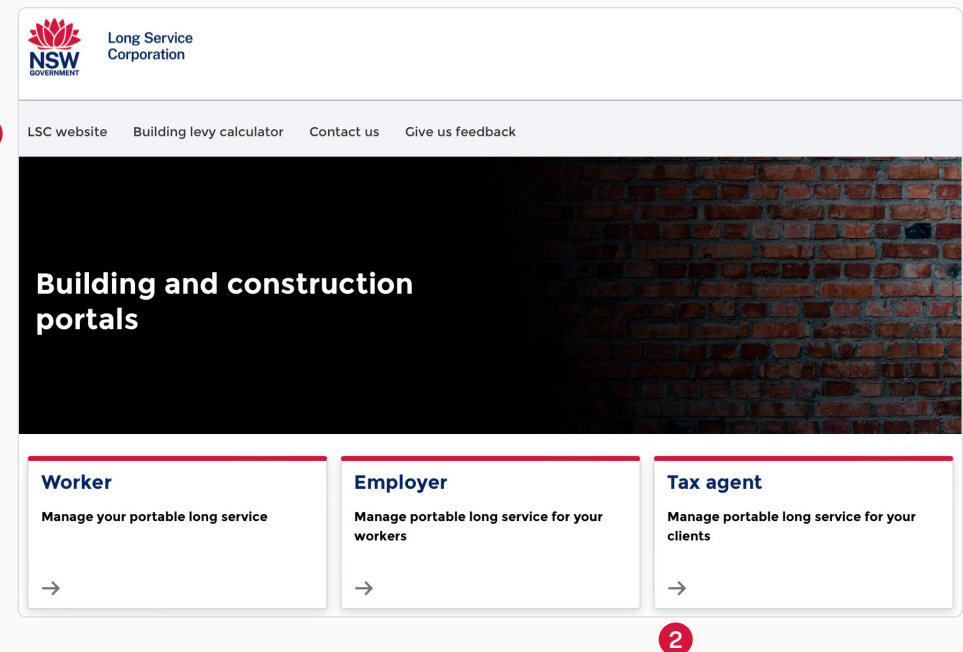 NSW
GOVERNMENT
Long Service
Corporation
LSC website Building levy calculator Contact us Give us feedback
Building and construction
portals
Worker
Manage your portable long service
Employer
Manage portable long service for your
workers
Tax agent
Manage portable long service for your
clients
2